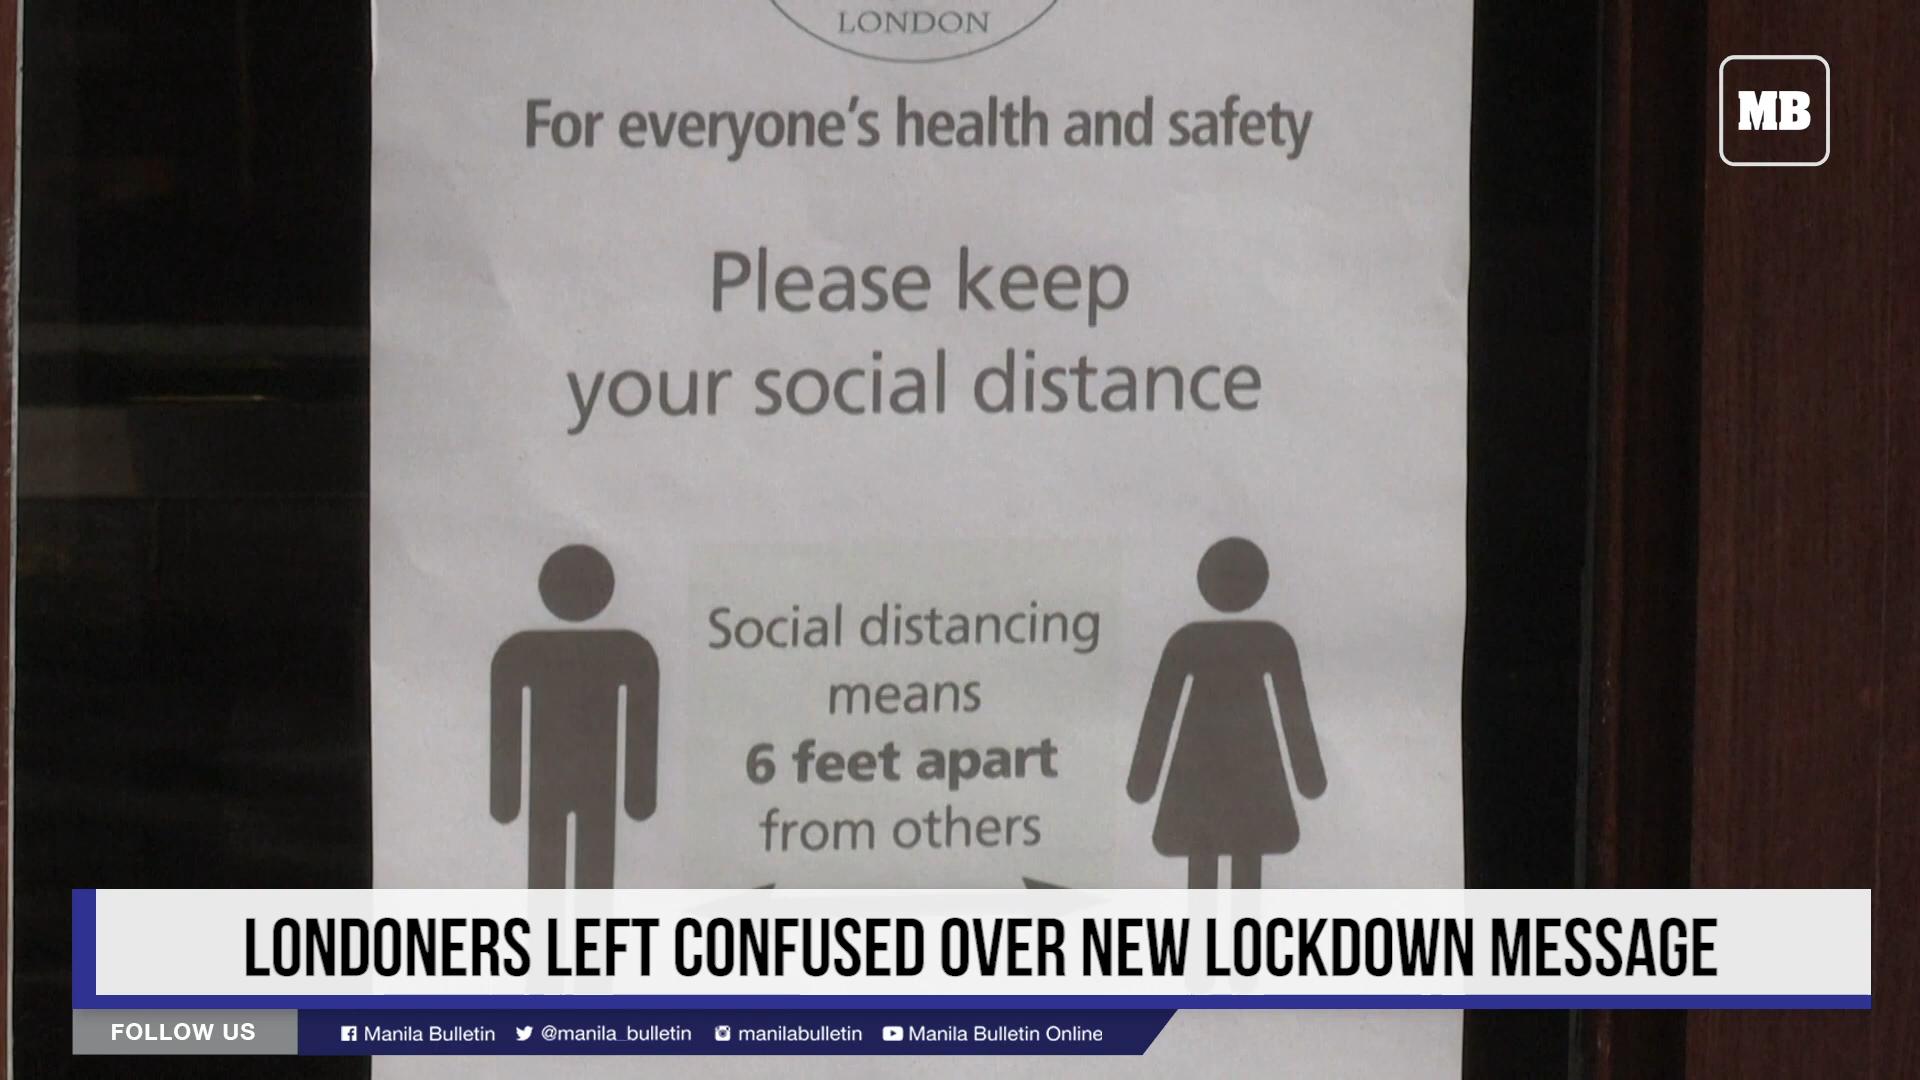 LONDON
For everyone's health and safety
MB
Please keep
your social distance
Social distancing
means
6 feet apart
from others
LONDONERS LEFT CONFUSED OVER NEW LOCKDOWN MESSAGE
FOLLOW US Manila Bulletin @manila_bulletin manilabulletin Manila Bulletin Online